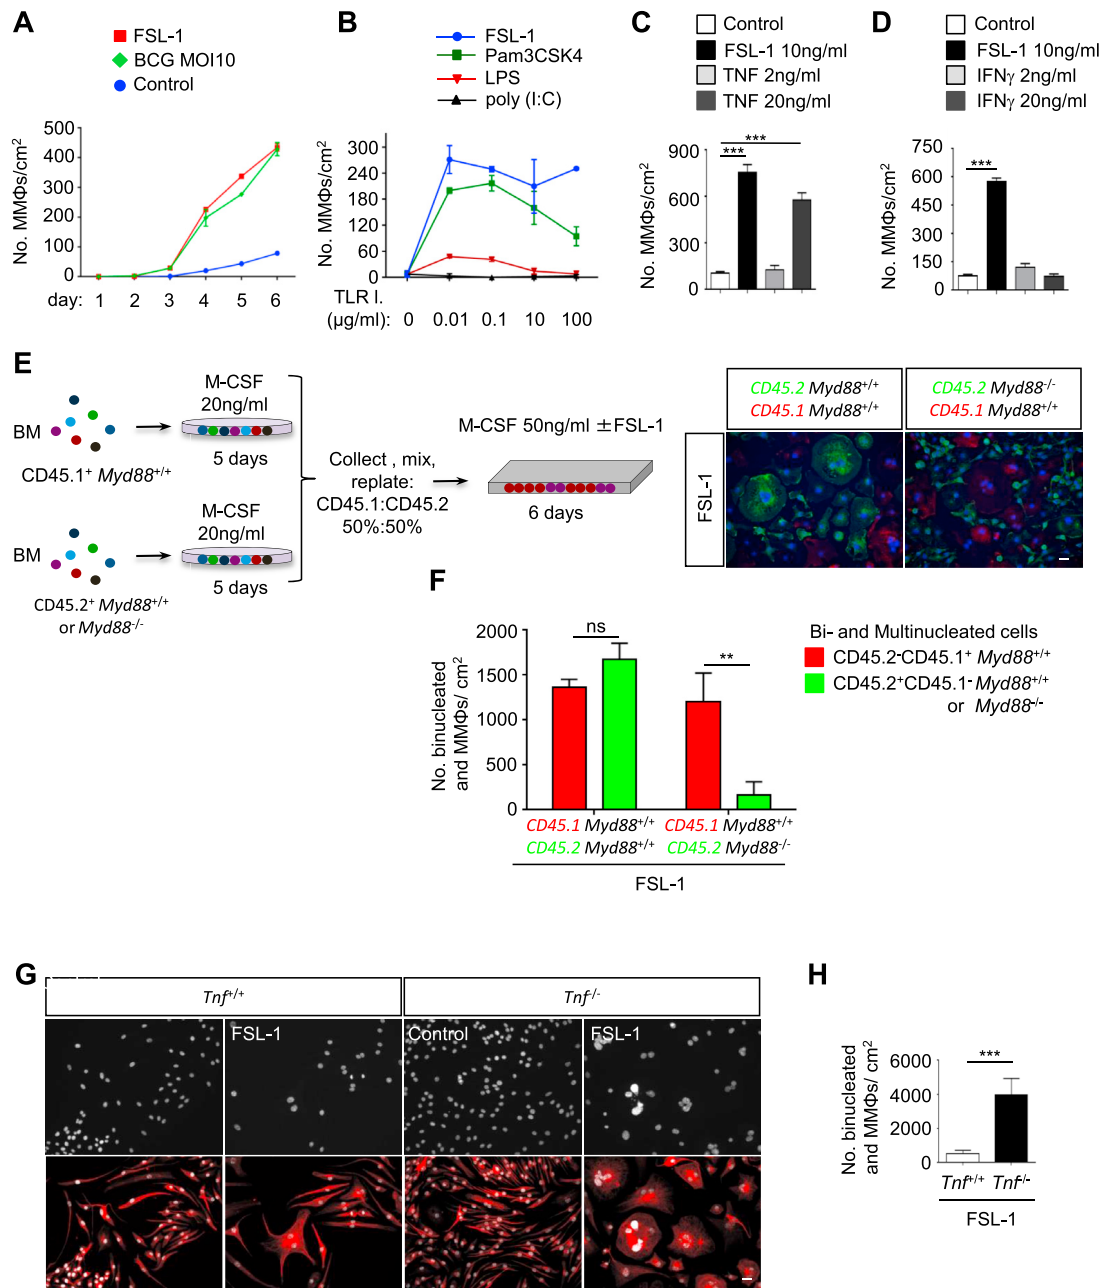 A
FSL-1
BCG MOI10
Control
No. MMΦs/cm2
500
400
300
200
100
0
day: 1 2 3 4 5 6
B
FSL-1
Pam3CSK4
LPS
poly (I:C)
No. MMΦs/cm2
300
240
180
120
60
0
TLR l.
(µg/ml): 0 0.01 0.1 10 100
C
Control
FSL-1 10ng/ml
TNF 2ng/ml
TNF 20ng/ml
No. MMΦs/cm2
900
600
300
0
***
***
D
Control
FSL-1 10ng/ml
IFNγ 2ng/ml
IFNγ 20ng/ml
No. MMΦs/cm2
750
600
450
300
150
0
***
E
BM
CD45.1+ Myd88+/+
M-CSF
20ng/ml
5 days
BM
CD45.2+ Myd88+/+
or Myd88-/-
M-CSF
20ng/ml
5 days
Collect , mix,
replate:
CD45.1:CD45.2
50%:50%
M-CSF 50ng/ml ±FSL-1
6 days
CD45.2 Myd88+/+
CD45.1 Myd88+/+
CD45.2 Myd88-/-
CD45.1 Myd88+/+
FSL-1
F
No. binucleated
and MMΦs/ cm2
2000
1500
1000
500
0
ns
**
CD45.1 Myd88+/+
CD45.2 Myd88+/+
CD45.1 Myd88+/+
CD45.2 Myd88-/-
FSL-1
Bi- and Multinucleated cells
CD45.2-CD45.1+ Myd88+/+
CD45.2+CD45.1- Myd88+/+
or Myd88-/-
G
Tnf+/+
Tnf-/-
FSL-1
Control
FSL-1
H
No. binucleated
and MMΦs/ cm2
6000
4000
2000
0
***
Tnf+/+ Tnf-/-
FSL-1